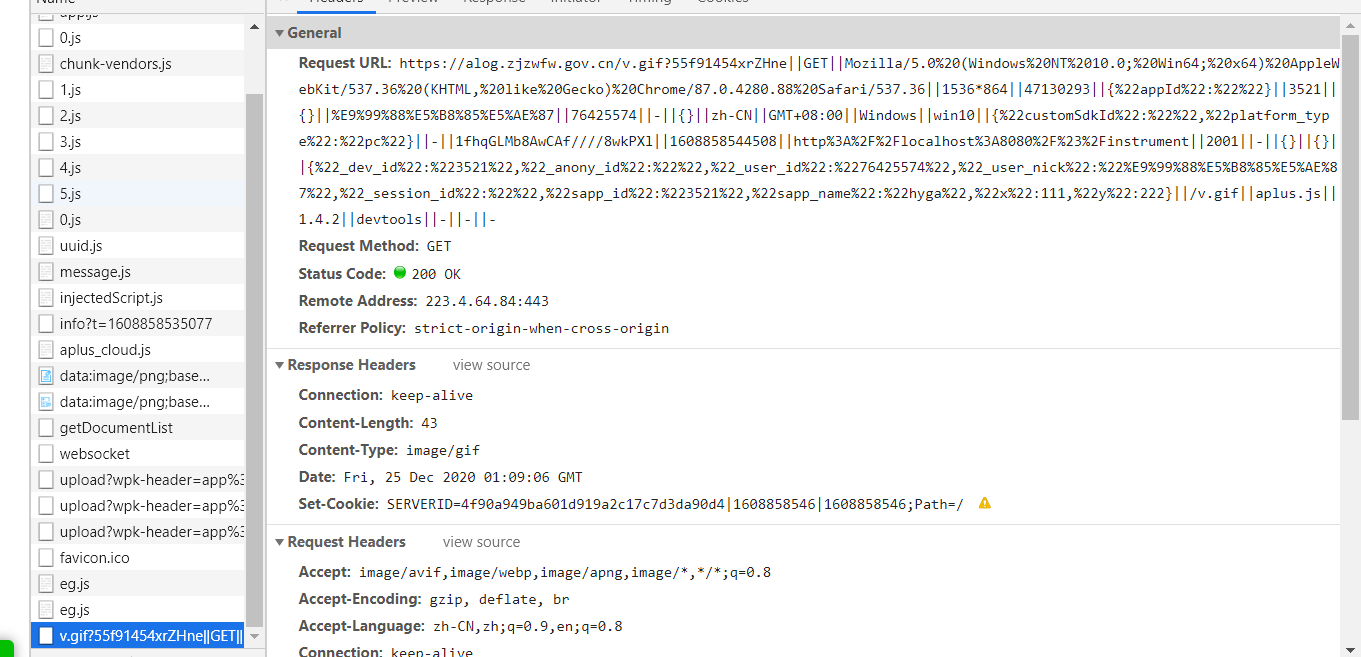 Name
Headers Preview Response Initiator Timing Cookies
app.js
0.js
chunk-vendors.js
1.js
2.js
3.js
4.js
5.js
0.js
uuid.js
message.js
injectedScript.js
info?t=1608858535077
aplus_cloud.js
data:image/png;base...
data:image/png;base...
getDocumentList
websocket
upload?wpk-header=app%3
upload?wpk-header=app%3
upload?wpk-header=app%3
favicon.ico
eg.js
eg.js
v.gif?55f91454xrZHne||GET||
General
Request URL: https://alog.zjzwfw.gov.cn/v.gif?55f91454xrZHne||GET||Mozilla/5.0%20(Windows%20NT%2010.0;%20Win64;%20x64)%20AppleW
ebKit/537.36%20(KHTML,%20like%20Gecko)%20Chrome/87.0.4280.88%20Safari/537.36||1536*864||47130293||{%22appId%22:%22%22}||3521||
{}||%E9%99%88%E5%B8%85%E5%AE%87||76425574||-||{}||zh-CN||GMT+08:00||Windows||win10||{%22customSdkId%22:%22%22,%22platform_typ
e%22:%22pc%22}||-||1fhqGLMb8AwCAf////8wkPXl||1608858544508||http%3A%2F%2Flocalhost%3A8080%2F%23%2Finstrument||2001||-||{}||{}|
|{%22_dev_id%22:%223521%22,%22_anony_id%22:%22%22,%22_user_id%22:%2276425574%22,%22_user_nick%22:%22%E9%99%88%E5%B8%85%E5%AE%8
7%22,%22_session_id%22:%22%22,%22sapp_id%22:%223521%22,%22sapp_name%22:%22hyga%22,%22x%22:111,%22y%22:222}||/v.gif||aplus.js||
1.4.2||devtools||-||-||-
Request Method: GET
Status Code: 200 OK
Remote Address: 223.4.64.84:443
Referrer Policy: strict-origin-when-cross-origin
Response Headers view source
Connection: keep-alive
Content-Length: 43
Content-Type: image/gif
Date: Fri, 25 Dec 2020 01:09:06 GMT
Set-Cookie: SERVERID=4f90a949ba601d919a2c17c7d3da90d4|1608858546|1608858546;Path=/
Request Headers view source
Accept: image/avif,image/webp,image/apng,image/*,*/*;q=0.8
Accept-Encoding: gzip, deflate, br
Accept-Language: zh-CN,zh;q=0.9,en;q=0.8
Connection: keep-alive